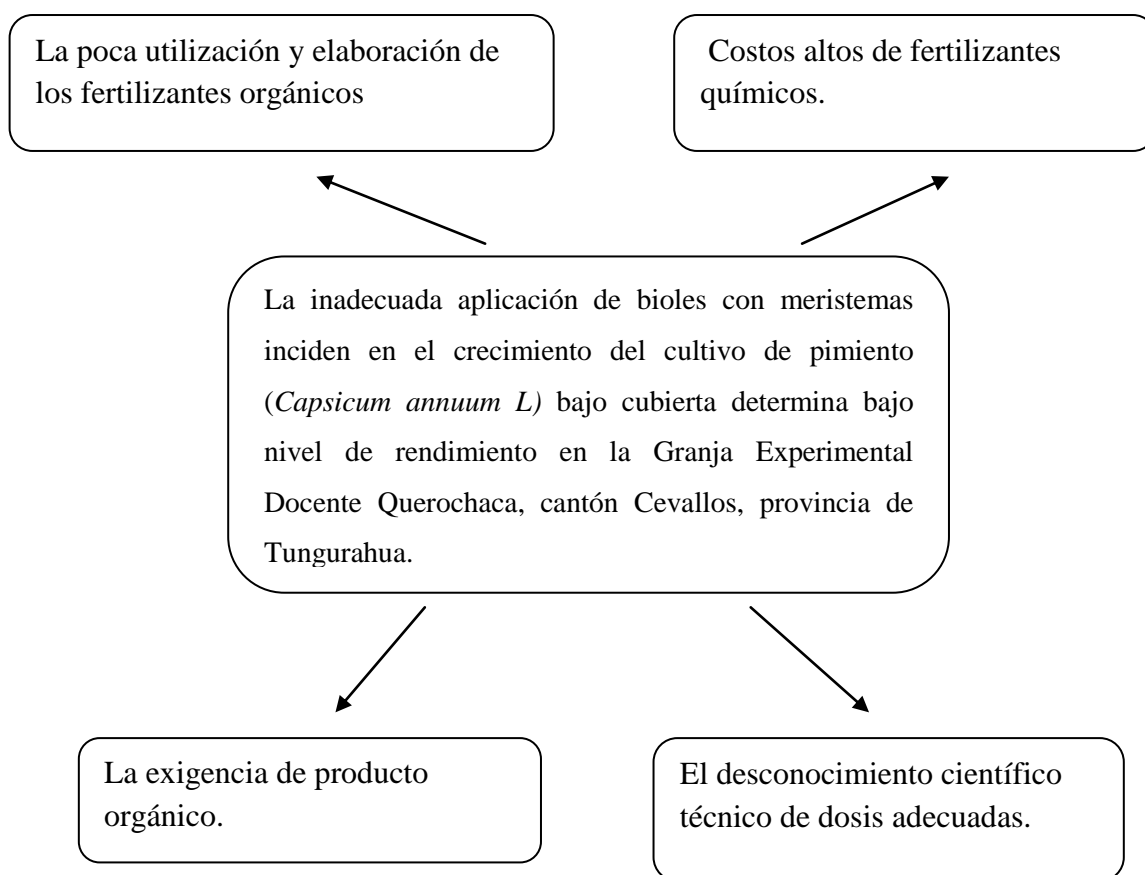 La poca utilización y elaboración de
los fertilizantes orgánicos
Costos altos de fertilizantes
químicos.
La inadecuada aplicación de bioles con meristemas
inciden en el crecimiento del cultivo de pimiento
(Capsicum annuum L) bajo cubierta determina bajo
nivel de rendimiento en la Granja Experimental
Docente Querochaca, cantón Cevallos, provincia de
Tungurahua.
La exigencia de producto
orgánico.
El desconocimiento científico
técnico de dosis adecuadas.